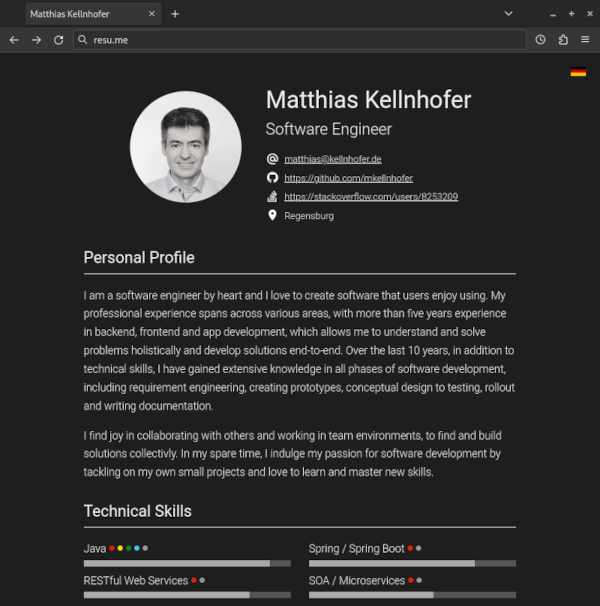 Matthias Kellnhofer
resu.me
Matthias Kellnhofer
Software Engineer
matthias@kellnhofer.de
https://github.com/mkellnhofer
https://stackoverflow.com/users/8253209
Regensburg
Personal Profile
I am a software engineer by heart and I love to create software that users enjoy using. My
professional experience spans across various areas, with more than five years experience
in backend, frontend and app development, which allows me to understand and solve
problems holistically and develop solutions end-to-end. Over the last 10 years, in addition to
technical skills, I have gained extensive knowledge in all phases of software development,
including requirement engineering, creating prototypes, conceptual design to testing, rollout
and writing documentation.
I find joy in collaborating with others and working in team environments, to find and build
solutions collectivly. In my spare time, I indulge my passion for software development by
tackling on my own small projects and love to learn and master new skills.
Technical Skills
Java
Spring / Spring Boot
RESTful Web Services
SOA / Microservices